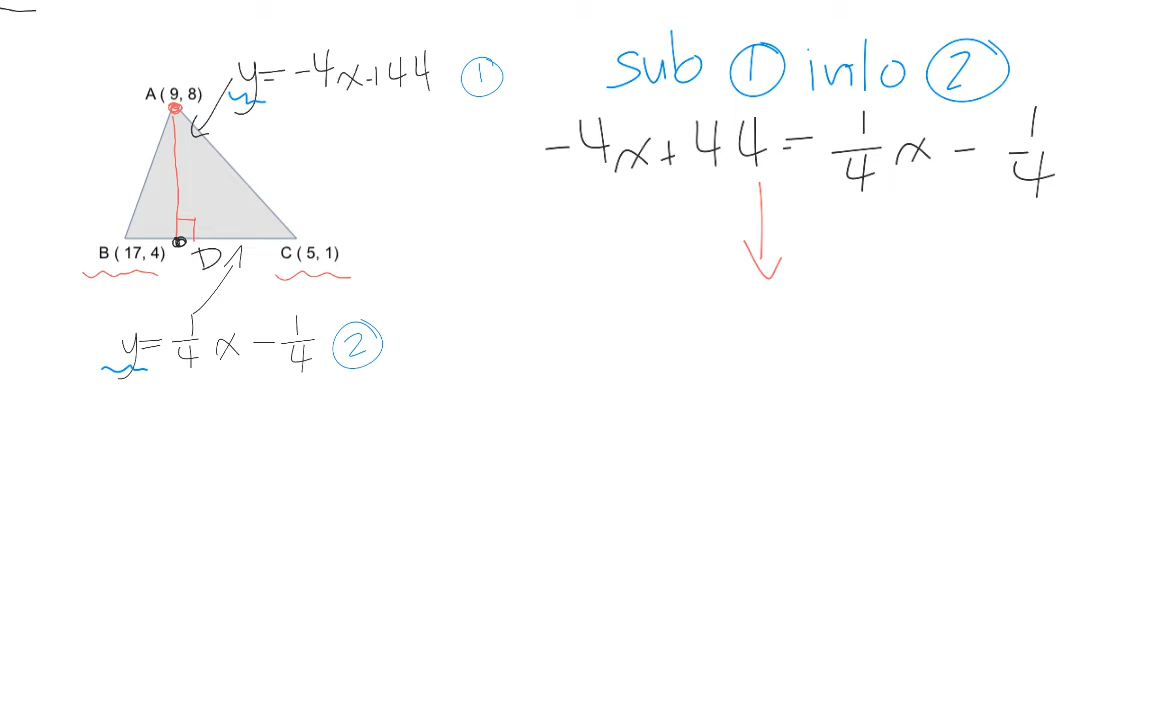 y = -4x+44 ①
A ( 9, 8)
B ( 17, 4)
D
C ( 5, 1)
y = 1/4 x - 1/4 ②
sub ① into ②
-4x+44 = 1/4 x - 1/4